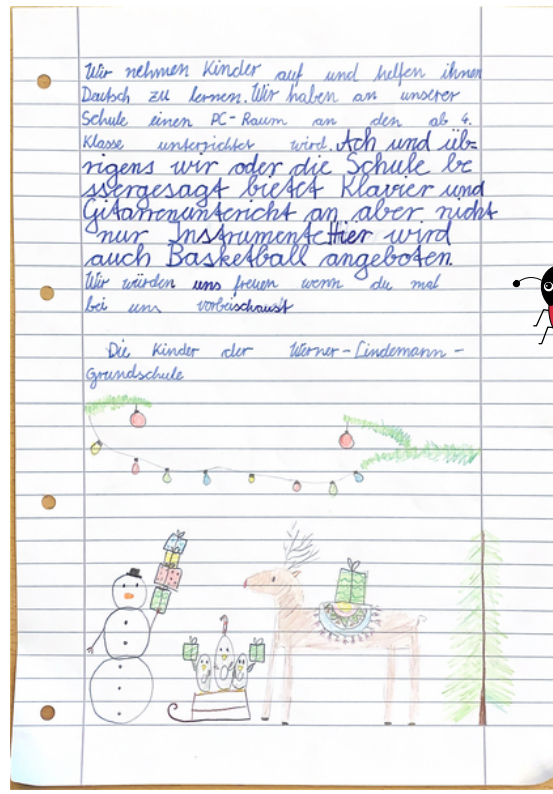 Wir nehmen Kinder auf und helfen ihnen
Deutsch zu lernen. Wir haben an unserer
Schule einen PC-Raum an den ab 4.
Klasse unterrichtet wird. Ach und üb-
rigens wir oder die Schule be
ssergesagt bietet Klavier und
Gitarrenuntericht an aber nicht
nur Instrumente Hier wird
auch Basketball angeboten.
Wir würden uns freuen wenn du mal
bei uns vorbeischaust
Die Kinder der Werner-Lindemann-
Grundschule